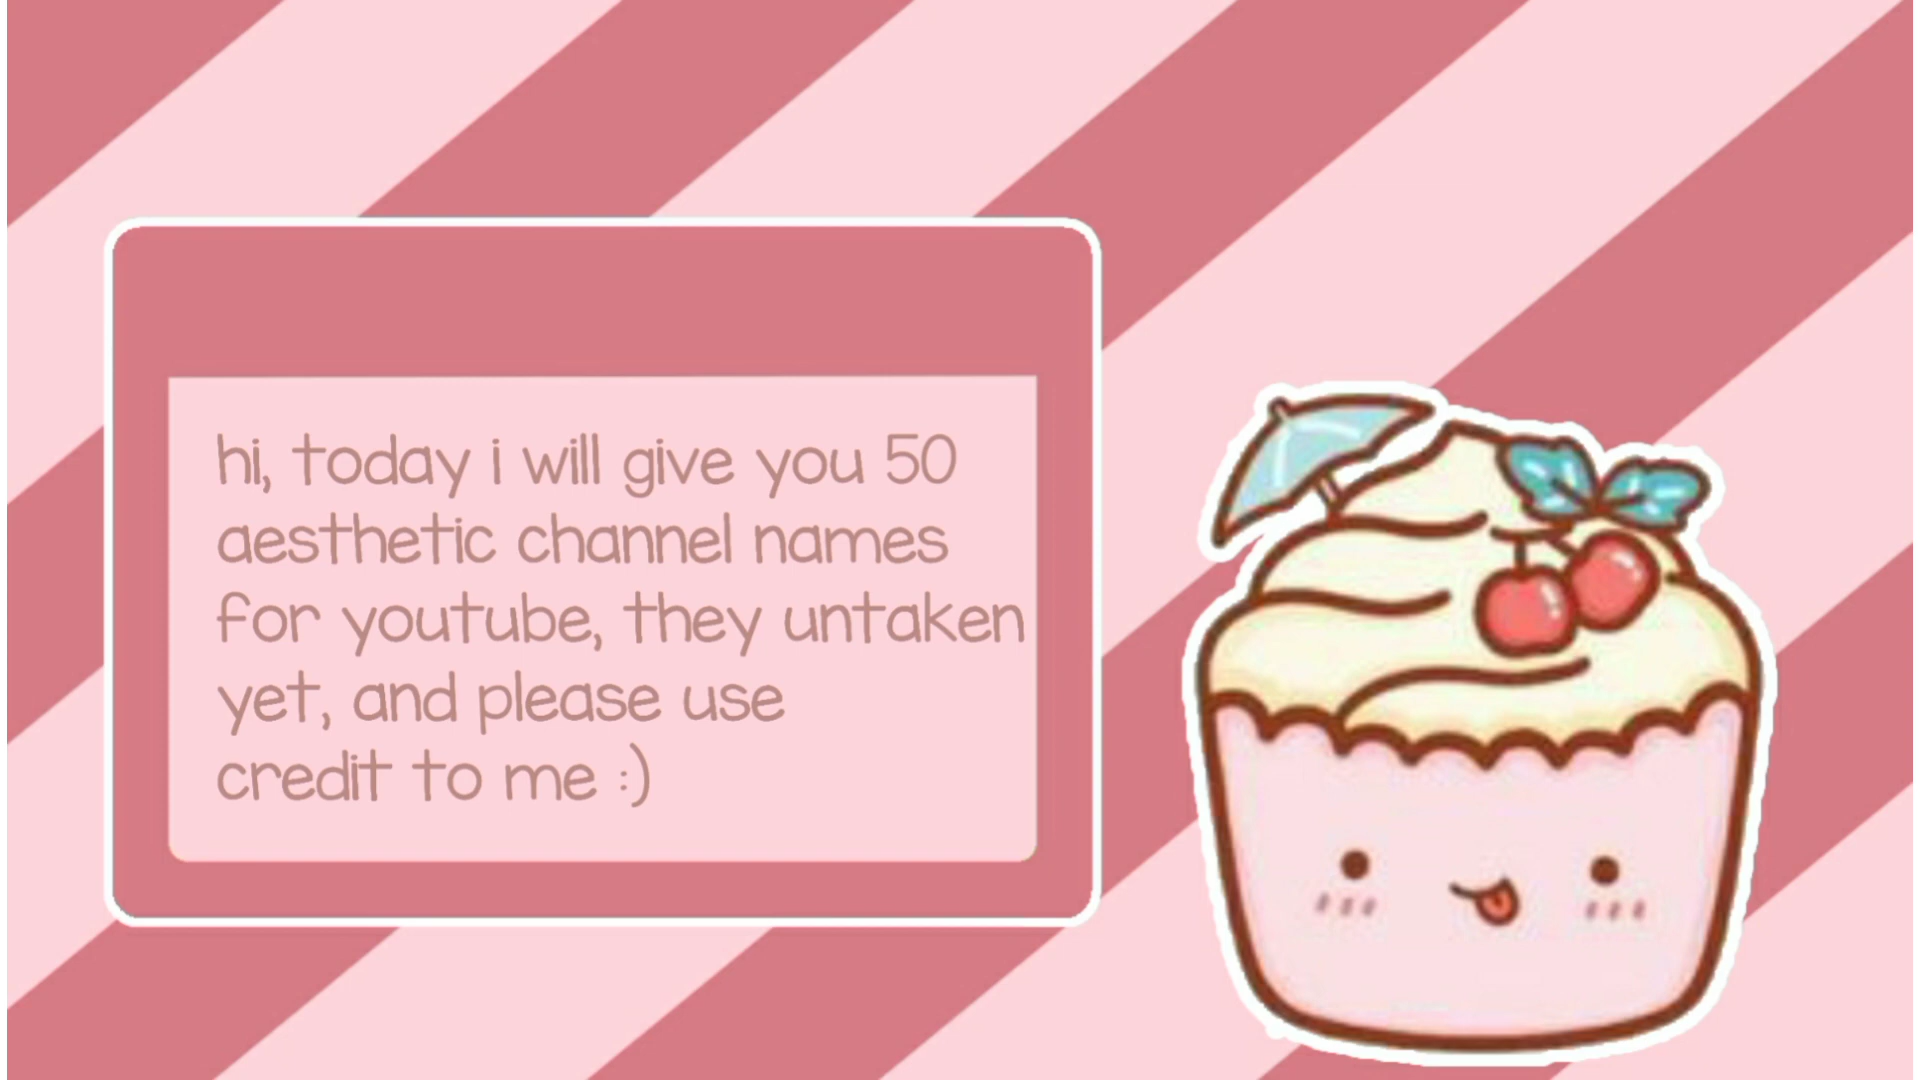 hi, today i will give you 50
aesthetic channel names
for youtube, they untaken
yet, and please use
credit to me :)